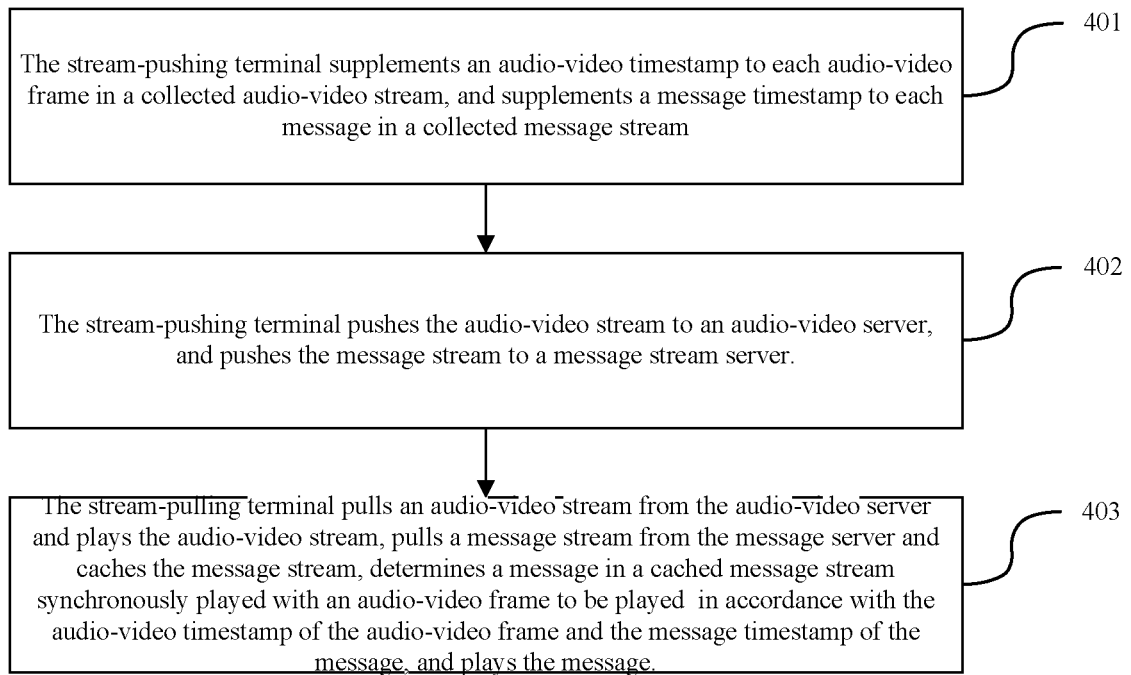 The stream-pushing terminal supplements an audio-video timestamp to each audio-video
frame in a collected audio-video stream, and supplements a message timestamp to each
message in a collected message stream
401
The stream-pushing terminal pushes the audio-video stream to an audio-video server,
and pushes the message stream to a message stream server.
402
The stream-pulling terminal pulls an audio-video stream from the audio-video server
and plays the audio-video stream, pulls a message stream from the message server and
caches the message stream, determines a message in a cached message stream
synchronously played with an audio-video frame to be played in accordance with the
audio-video timestamp of the audio-video frame and the message timestamp of the
message, and plays the message.
403